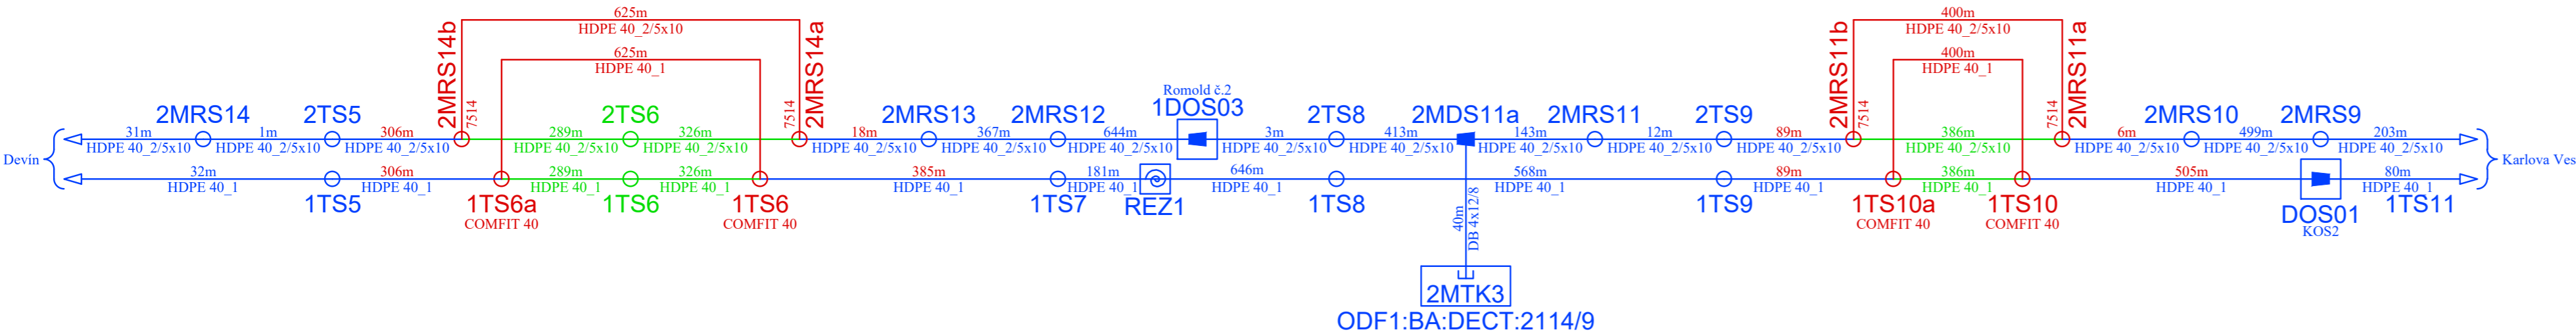 625m
HDPE 40_2/5x10
625m
HDPE 40_1
2MRS14b
7514
2MRS14a
7514
400m
HDPE 40_2/5x10
400m
HDPE 40_1
2MRS11b
7514
2MRS11a
7514
Romold č.2
2MRS14 2TS5 2TS6 2MRS13 2MRS12 1DOS03 2TS8 2MDS11a 2MRS11 2TS9 2MRS10 2MRS9
31m 1m 306m 289m 326m 18m 367m 644m 3m 413m 143m 12m 89m 386m 6m 499m 203m
HDPE 40_2/5x10 HDPE 40_2/5x10 HDPE 40_2/5x10 HDPE 40_2/5x10 HDPE 40_2/5x10 HDPE 40_2/5x10 HDPE 40_2/5x10 HDPE 40_2/5x10 HDPE 40_2/5x10 HDPE 40_2/5x10 HDPE 40_2/5x10 HDPE 40_2/5x10 HDPE 40_2/5x10 HDPE 40_2/5x10 HDPE 40_2/5x10 HDPE 40_2/5x10 HDPE 40_2/5x10
Devín
Karlova Ves
32m 306m 289m 326m 385m 181m 646m 568m 89m 386m 505m 80m
HDPE 40_1 HDPE 40_1 HDPE 40_1 HDPE 40_1 HDPE 40_1 HDPE 40_1 HDPE 40_1 HDPE 40_1 HDPE 40_1 HDPE 40_1 HDPE 40_1 HDPE 40_1
1TS5 1TS6a 1TS6 1TS6 1TS7 REZ1 1TS8 1TS9 1TS10a 1TS10 DOS01 1TS11
COMFIT 40 COMFIT 40 COMFIT 40 COMFIT 40 KOS2
40m
DB 4x12/8
2MTK3
ODF1:BA:DECT:2114/9